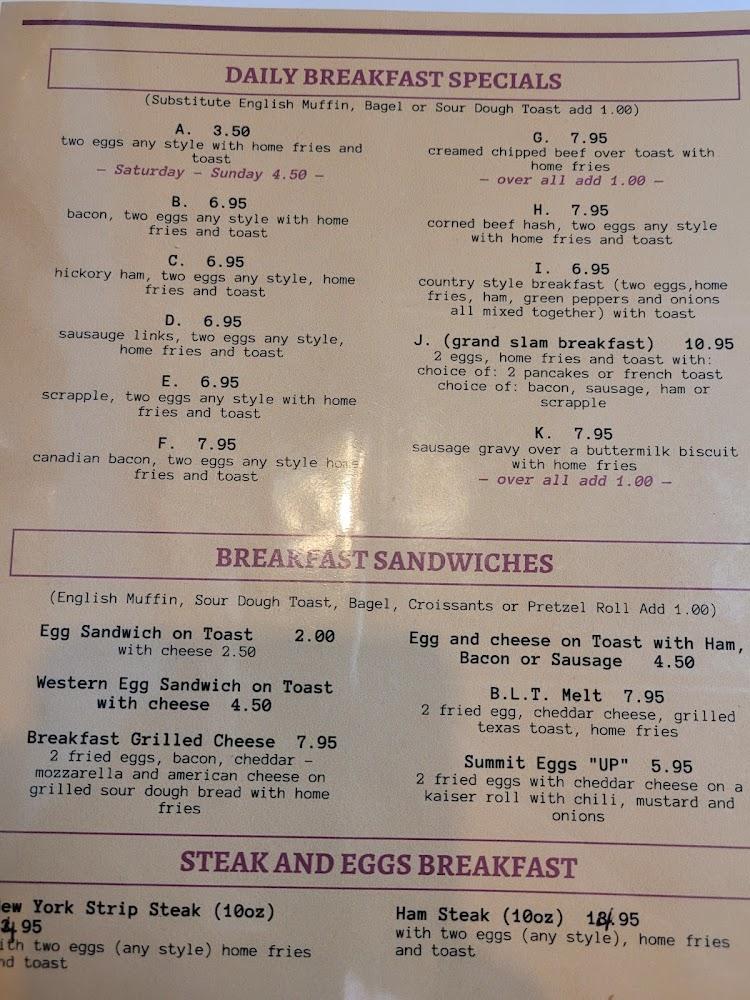 DAILY BREAKFAST SPECIALS
(Substitute English Muffin, Bagel or Sour Dough Toast add 1.00)
A. 3.50
two eggs any style with home fries and
toast
– Saturday – Sunday 4.50 –
B. 6.95
bacon, two eggs any style with home
fries and toast
C. 6.95
hickory ham, two eggs any style, home
fries and toast
D. 6.95
sausauge links, two eggs any style,
home fries and toast
E. 6.95
scrapple, two eggs any style with home
fries and toast
F. 7.95
canadian bacon, two eggs any style home
fries and toast
G. 7.95
creamed chipped beef over toast with
home fries
– over all add 1.00 –
H. 7.95
corned beef hash, two eggs any style
with home fries and toast
I. 6.95
country style breakfast (two eggs,home
fries, ham, green peppers and onions
all mixed together) with toast
J. (grand slam breakfast) 10.95
2 eggs, home fries and toast with:
choice of: 2 pancakes or french toast
choice of: bacon, sausage, ham or
scrapple
K. 7.95
sausage gravy over a buttermilk biscuit
with home fries
– over all add 1.00 –
BREAKFAST SANDWICHES
(English Muffin, Sour Dough Toast, Bagel, Croissants or Pretzel Roll Add 1.00)
Egg Sandwich on Toast 2.00
with cheese 2.50
Western Egg Sandwich on Toast
with cheese 4.50
Breakfast Grilled Cheese 7.95
2 fried eggs, bacon, cheddar –
mozzarella and american cheese on
grilled sour dough bread with home
fries
Egg and cheese on Toast with Ham,
Bacon or Sausage 4.50
B.L.T. Melt 7.95
2 fried egg, cheddar cheese, grilled
texas toast, home fries
Summit Eggs "UP" 5.95
2 fried eggs with cheddar cheese on a
kaiser roll with chili, mustard and
onions
STEAK AND EGGS BREAKFAST
York Strip Steak (10oz)
with two eggs (any style) home fries
toast
Ham Steak (10oz)
with two eggs (any style), home fries
and toast